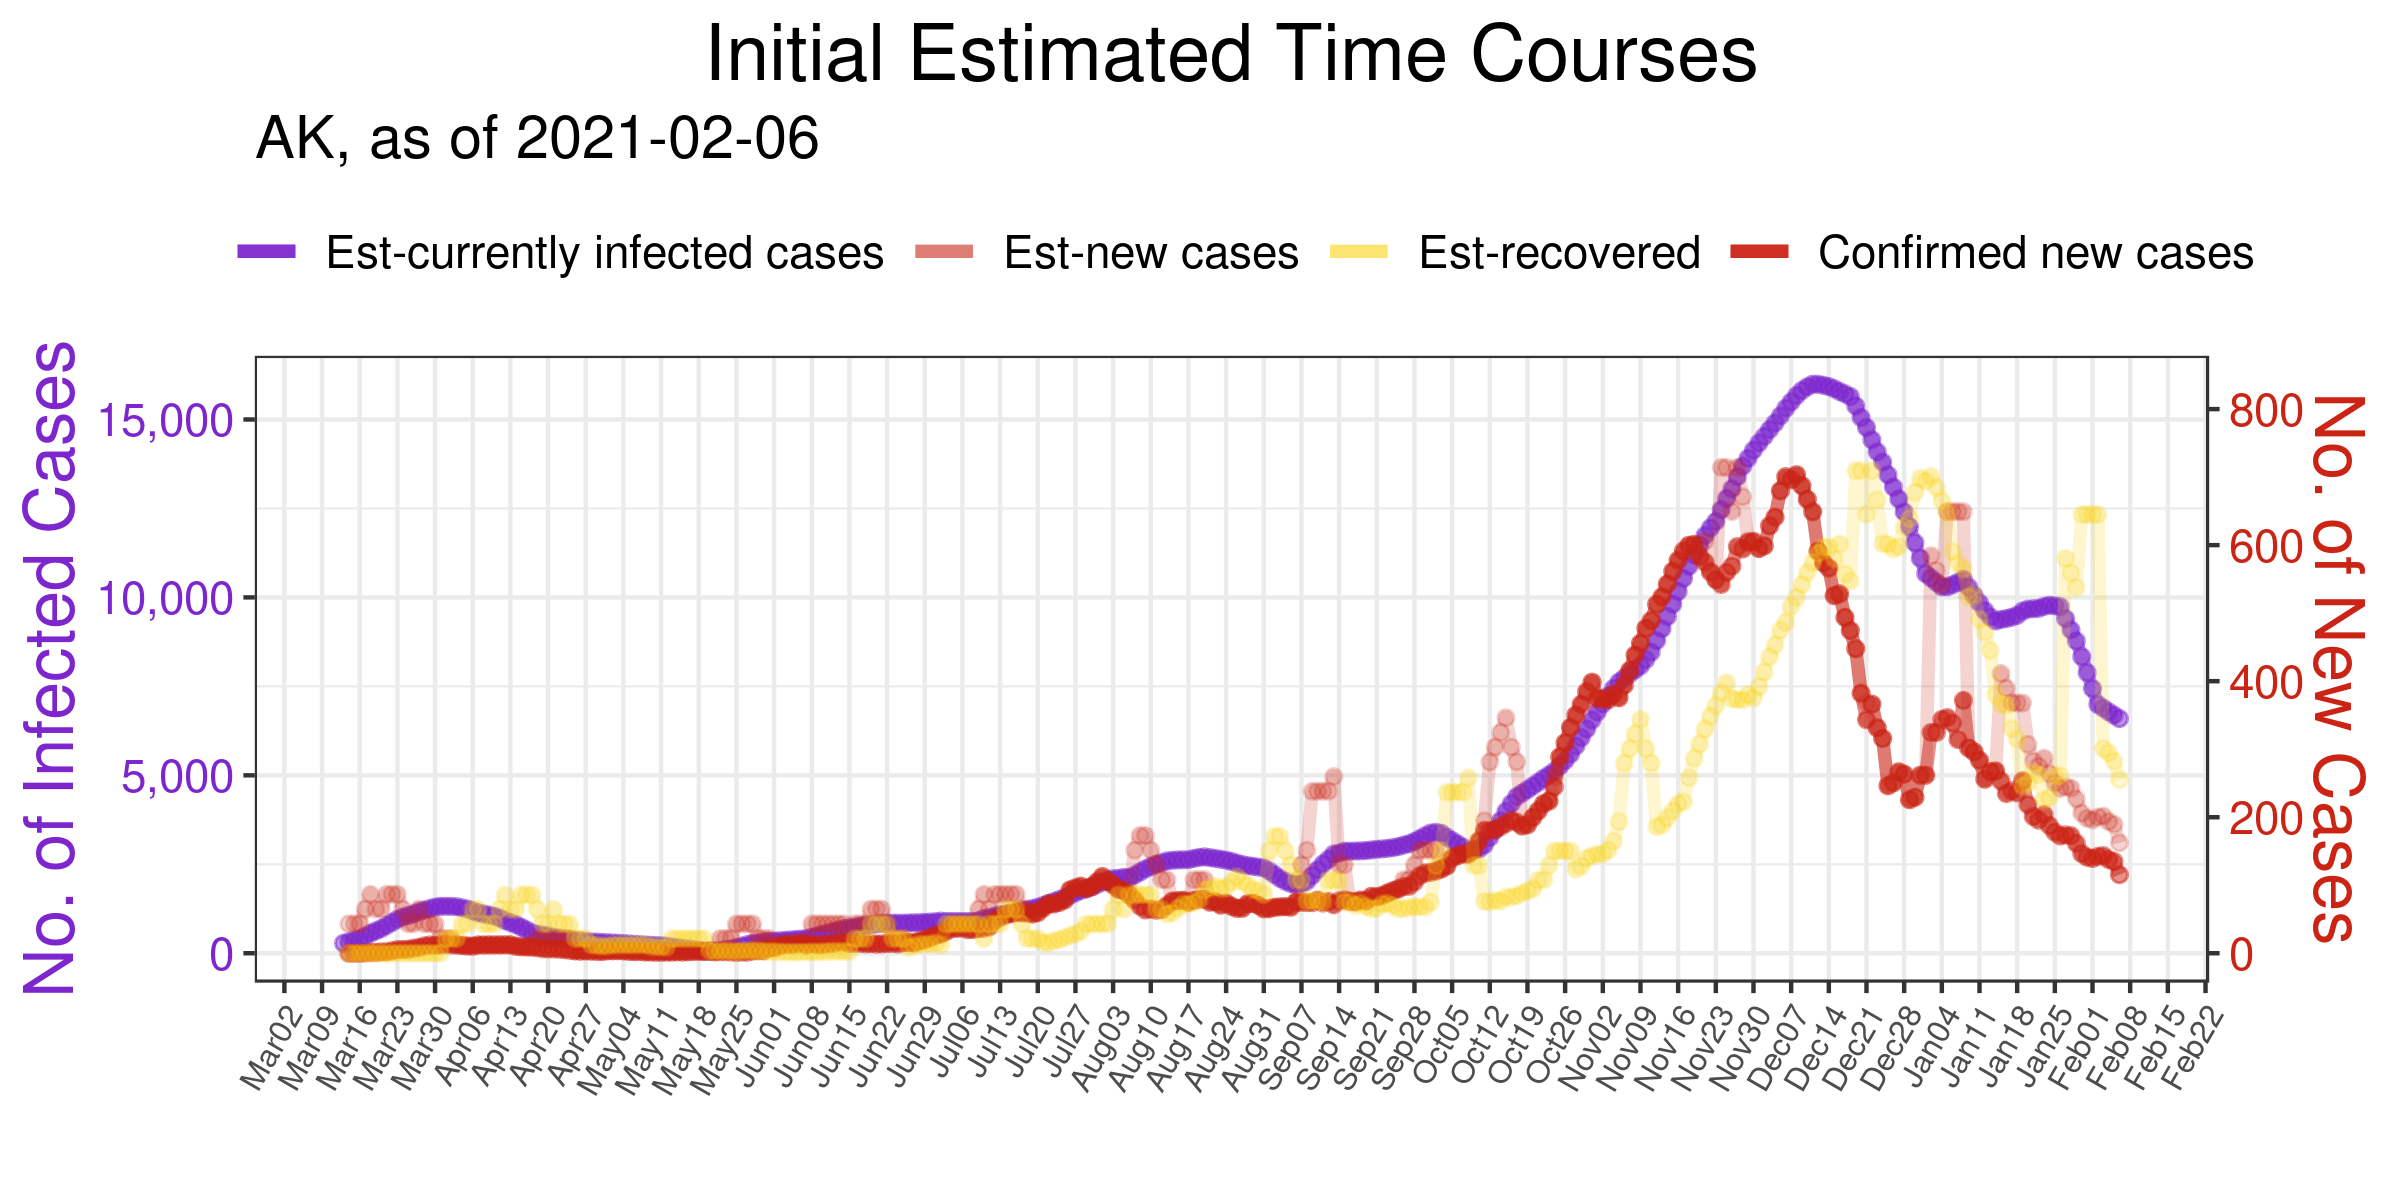 Initial Estimated Time Courses
AK, as of 2021-02-06
Est-currently infected cases Est-new cases Est-recovered Confirmed new cases
No. of Infected Cases
15,000
10,000
5,000
0
800
600
400
200
0
No. of New Cases
Mar02 Mar09 Mar16 Mar23 Mar30 Apr06 Apr13 Apr20 Apr27 May04 May11 May18 May25 Jun01 Jun08 Jun15 Jun22 Jun29 Jul06 Jul13 Jul20 Jul27 Aug03 Aug10 Aug17 Aug24 Aug31 Sep07 Sep14 Sep21 Sep28 Oct05 Oct12 Oct19 Oct26 Nov02 Nov09 Nov16 Nov23 Nov30 Dec07 Dec14 Dec21 Dec28 Jan04 Jan11 Jan18 Jan25 Feb01 Feb08 Feb15 Feb22